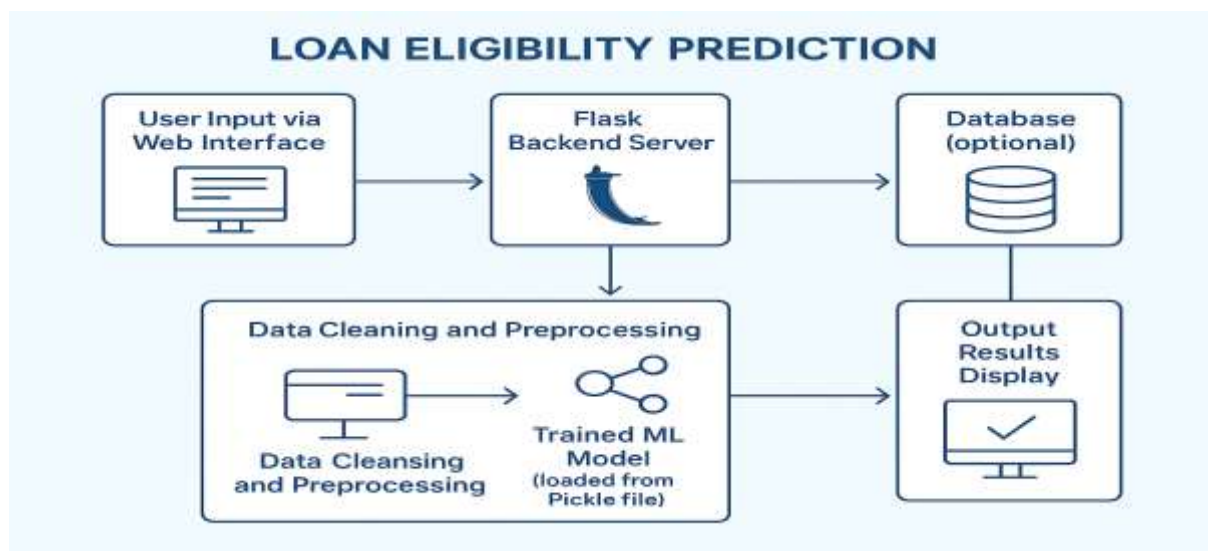 LOAN ELIGIBILITY PREDICTION
User Input via
Web Interface
Flask
Backend Server
Database
(optional)
Data Cleaning and Preprocessing
Data Cleansing
and Preprocessing
Trained ML
Model
(loaded from
Pickle file)
Output
Results
Display